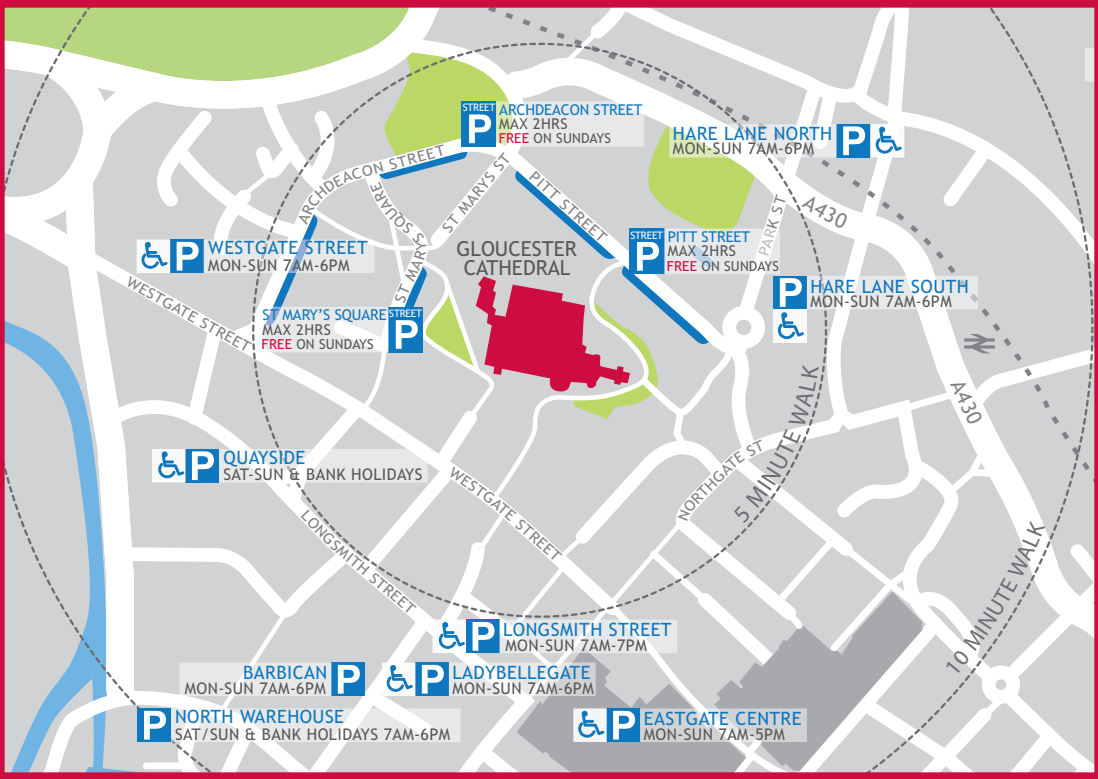 STREET
P
ARCHDEACON STREET
MAX 2HRS
FREE ON SUNDAYS
HARE LANE NORTH
MON-SUN 7AM-6PM
P
ARCHDEACON STREET
ST MARYS ST
PITT STREET
ST MARYS SQUARE
PARK ST
A430
P
WESTGATE STREET
MON-SUN 7AM-6PM
GLOUCESTER
CATHEDRAL
STREET
P
PITT STREET
MAX 2HRS
FREE ON SUNDAYS
P
HARE LANE SOUTH
MON-SUN 7AM-6PM
WESTGATE STREET
ST MARY'S SQUARE
MAX 2HRS
FREE ON SUNDAYS
STREET
P
A430
5 MINUTE WALK
P
QUAYSIDE
SAT-SUN & BANK HOLIDAYS
NORTHGATE ST
WESTGATE STREET
LONGSMITH STREET
10 MINUTE WALK
P
LONGSMITH STREET
MON-SUN 7AM-7PM
BARBICAN
MON-SUN 7AM-6PM
P
P
LADYBELLEGATE
MON-SUN 7AM-6PM
P
NORTH WAREHOUSE
SAT/SUN & BANK HOLIDAYS 7AM-6PM
P
EASTGATE CENTRE
MON-SUN 7AM-5PM